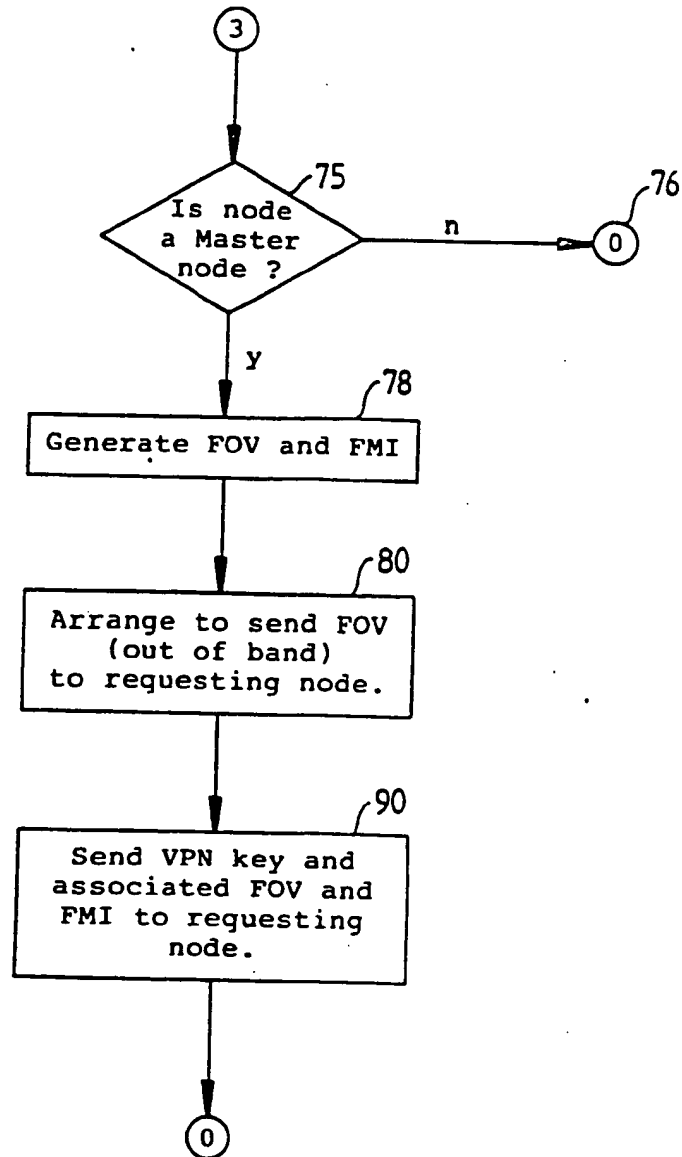 3
75
Is node
a Master
node ?
n
76
0
y
78
Generate FOV and FMI
80
Arrange to send FOV
(out of band)
to requesting node.
90
Send VPN key and
associated FOV and
FMI to requesting
node.
0